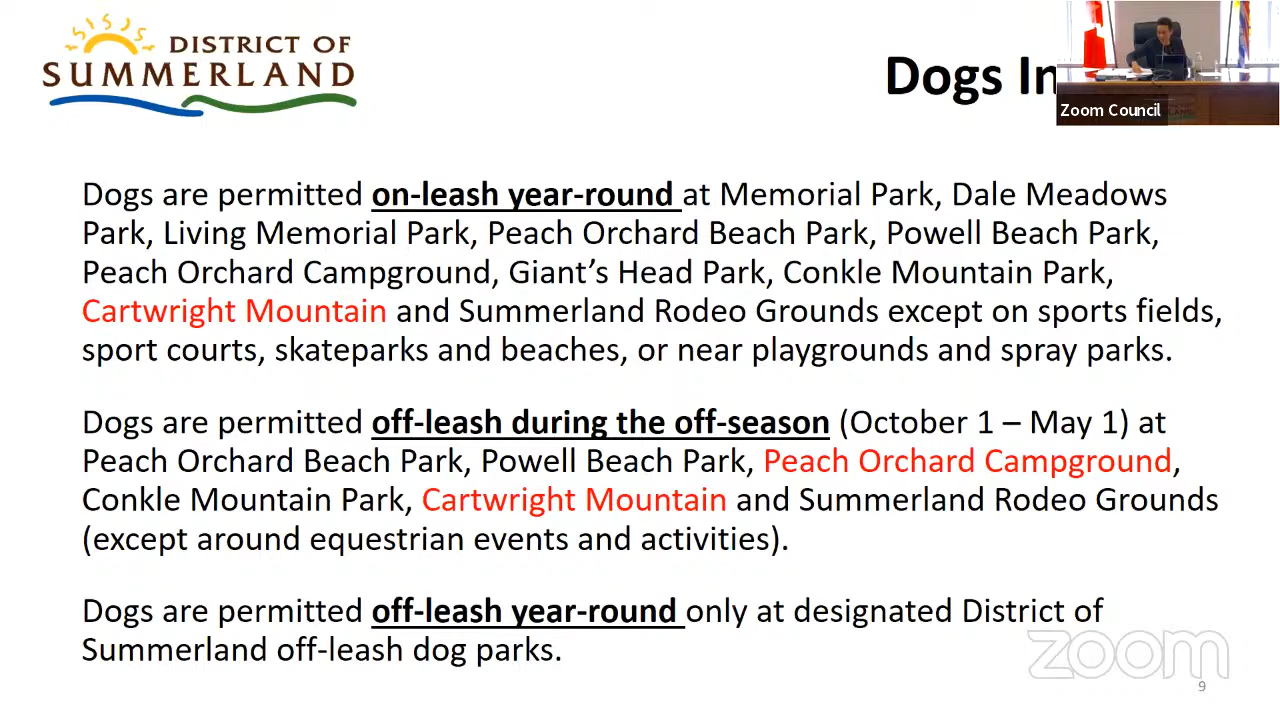 DISTRICT OF
SUMMERLAND
Dogs In
Zoom Council
Dogs are permitted on-leash year-round at Memorial Park, Dale Meadows
Park, Living Memorial Park, Peach Orchard Beach Park, Powell Beach Park,
Peach Orchard Campground, Giant’s Head Park, Conkle Mountain Park,
Cartwright Mountain and Summerland Rodeo Grounds except on sports fields,
sport courts, skateparks and beaches, or near playgrounds and spray parks.
Dogs are permitted off-leash during the off-season (October 1 – May 1) at
Peach Orchard Beach Park, Powell Beach Park, Peach Orchard Campground,
Conkle Mountain Park, Cartwright Mountain and Summerland Rodeo Grounds
(except around equestrian events and activities).
Dogs are permitted off-leash year-round only at designated District of
Summerland off-leash dog parks.
zoom
9